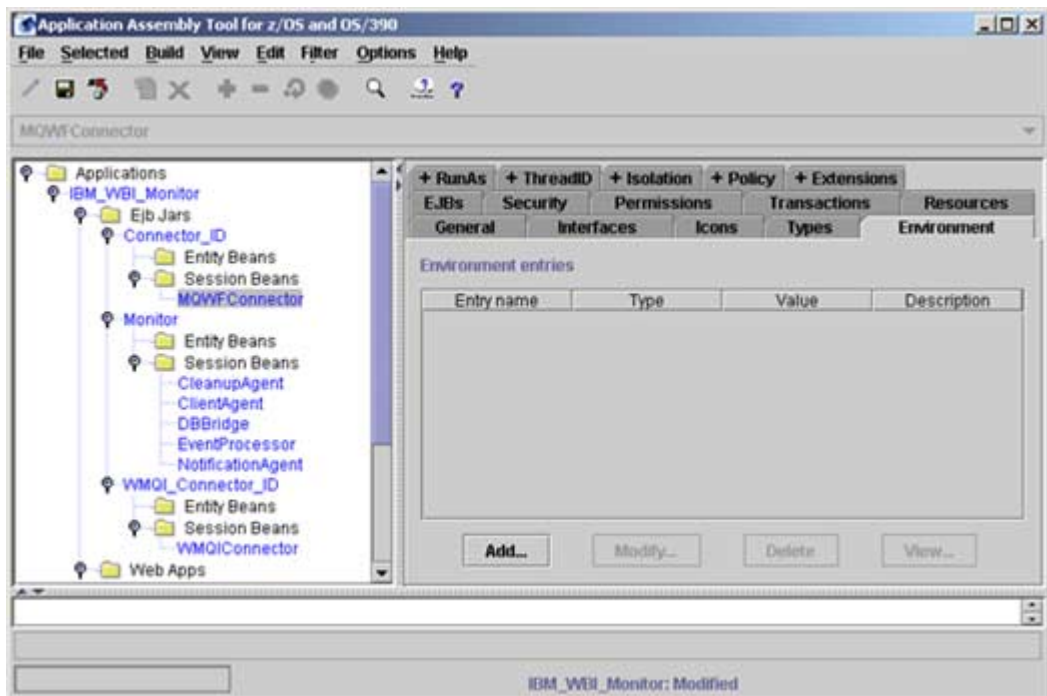 Application Assembly Tool for z/OS and OS/390
File Selected Build View Edit Filter Options Help
MQWFConnector
Applications
IBM_WBI_Monitor
Ejb Jars
Connector_ID
Entity Beans
Session Beans
MQWFConnector
Monitor
Entity Beans
Session Beans
CleanupAgent
ClientAgent
DBBridge
EventProcessor
NotificationAgent
WMQI_Connector_ID
Entity Beans
Session Beans
WMQIConnector
Web Apps
+ RunAs + ThreadID + Isolation + Policy + Extensions
EJBs Security Permissions Transactions Resources
General Interfaces Icons Types Environment
Environment entries
Entry name Type Value Description
Add... Modify... Delete View...
IBM_WBI_Monitor: Modified